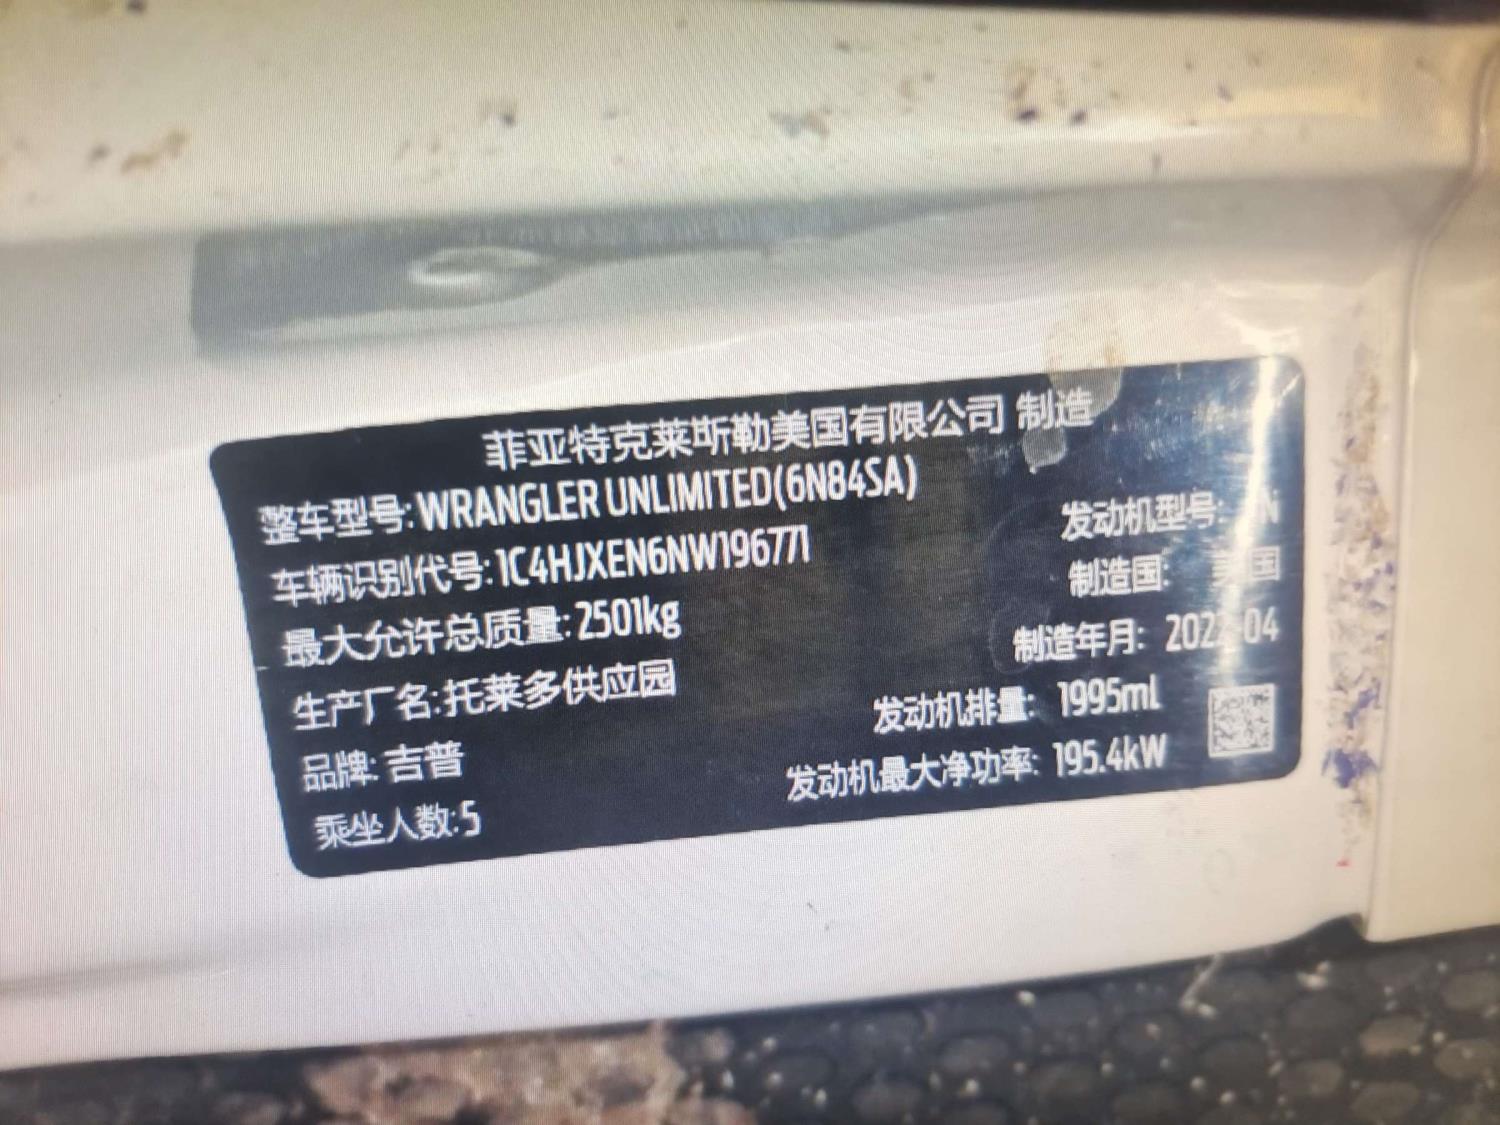 菲亚特克莱斯勒美国有限公司 制造
整车型号:WRANGLER UNLIMITED(6N84SA)
发动机型号:
车辆识别代号:1C4HJXEN6NW196771
制造国: 美国
最大允许总质量:2501kg
制造年月: 2022-04
生产厂名:托莱多供应园
发动机排量: 1995ml
品牌:吉普
发动机最大净功率: 195.4kW
乘坐人数:5